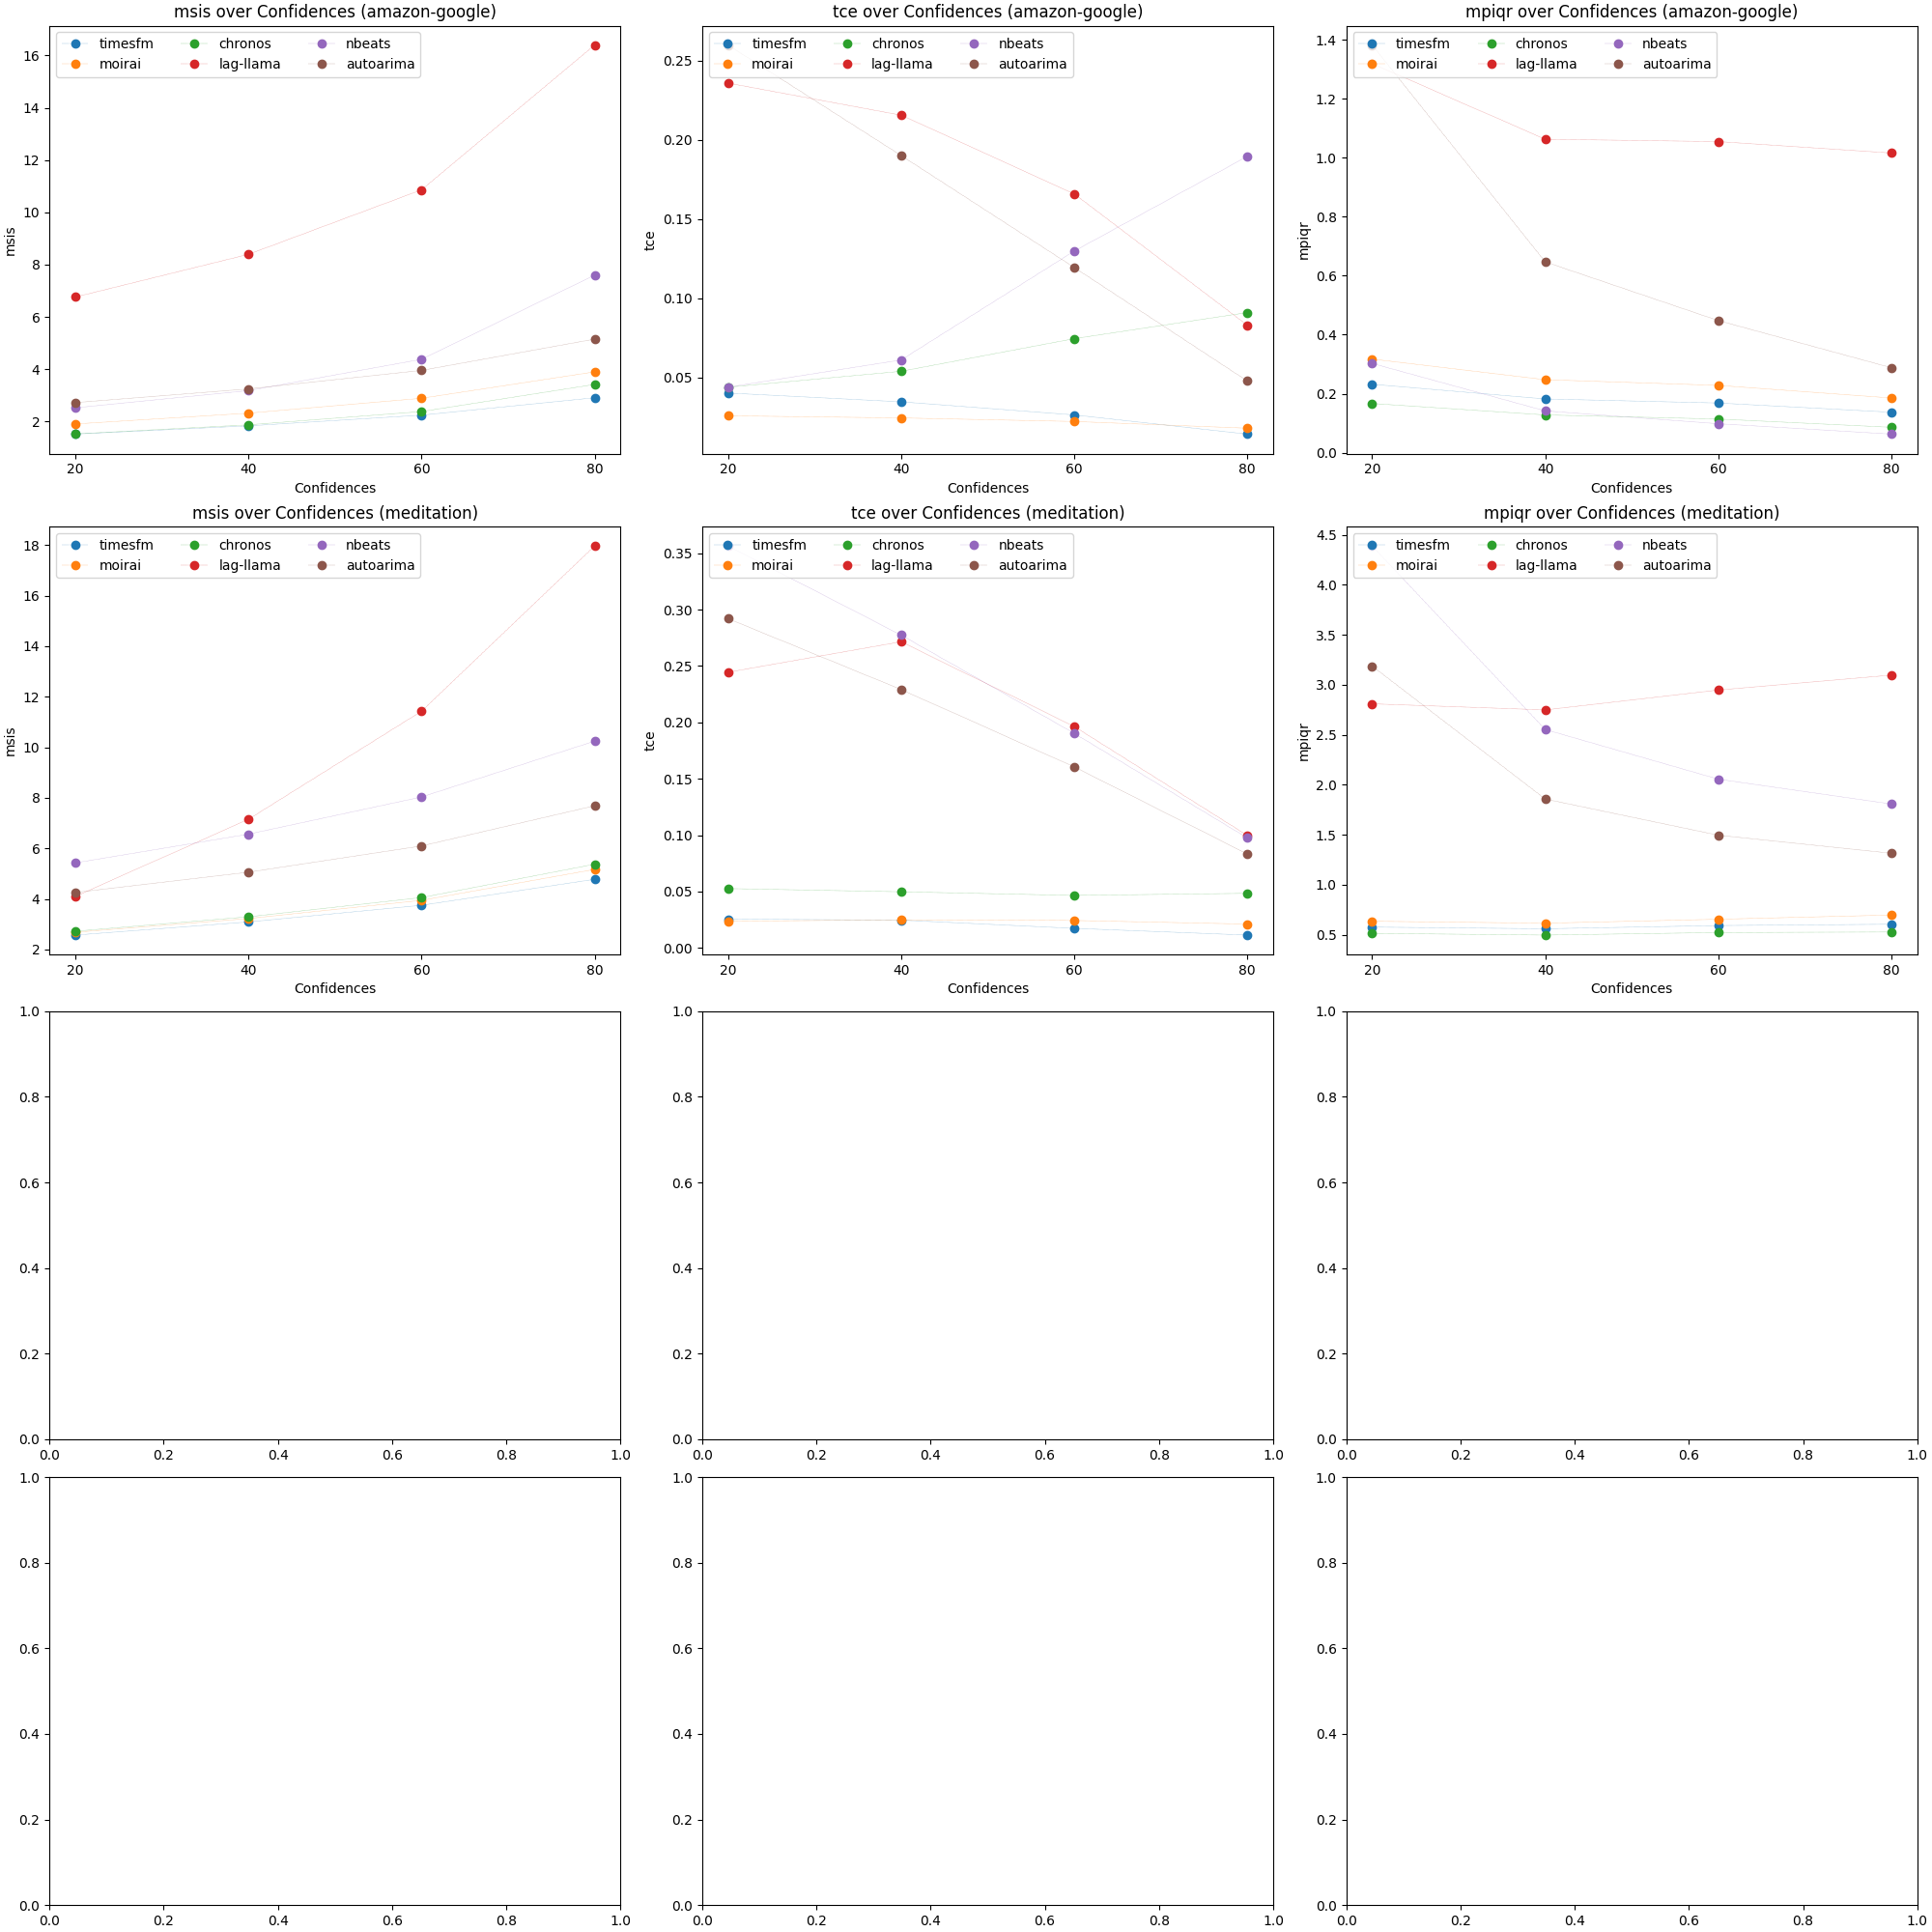 msis over Confidences (amazon-google)
timesfm chronos nbeats
moirai lag-llama autoarima
16
14
12
10
8
6
4
2
msis
20 40 60 80
Confidences
tce over Confidences (amazon-google)
timesfm chronos nbeats
moirai lag-llama autoarima
0.25
0.20
0.15
0.10
0.05
tce
20 40 60 80
Confidences
mpiqr over Confidences (amazon-google)
timesfm chronos nbeats
moirai lag-llama autoarima
1.4
1.2
1.0
0.8
0.6
0.4
0.2
0.0
mpiqr
20 40 60 80
Confidences
msis over Confidences (meditation)
timesfm chronos nbeats
moirai lag-llama autoarima
18
16
14
12
10
8
6
4
2
msis
20 40 60 80
Confidences
tce over Confidences (meditation)
timesfm chronos nbeats
moirai lag-llama autoarima
0.35
0.30
0.25
0.20
0.15
0.10
0.05
0.00
tce
20 40 60 80
Confidences
mpiqr over Confidences (meditation)
timesfm chronos nbeats
moirai lag-llama autoarima
4.5
4.0
3.5
3.0
2.5
2.0
1.5
1.0
0.5
mpiqr
20 40 60 80
Confidences
1.0
0.8
0.6
0.4
0.2
0.0
0.0 0.2 0.4 0.6 0.8 1.0
1.0
0.8
0.6
0.4
0.2
0.0
0.0 0.2 0.4 0.6 0.8 1.0
1.0
0.8
0.6
0.4
0.2
0.0
0.0 0.2 0.4 0.6 0.8 1.0
1.0
0.8
0.6
0.4
0.2
0.0
0.0 0.2 0.4 0.6 0.8 1.0
1.0
0.8
0.6
0.4
0.2
0.0
0.0 0.2 0.4 0.6 0.8 1.0
1.0
0.8
0.6
0.4
0.2
0.0
0.0 0.2 0.4 0.6 0.8 1.0